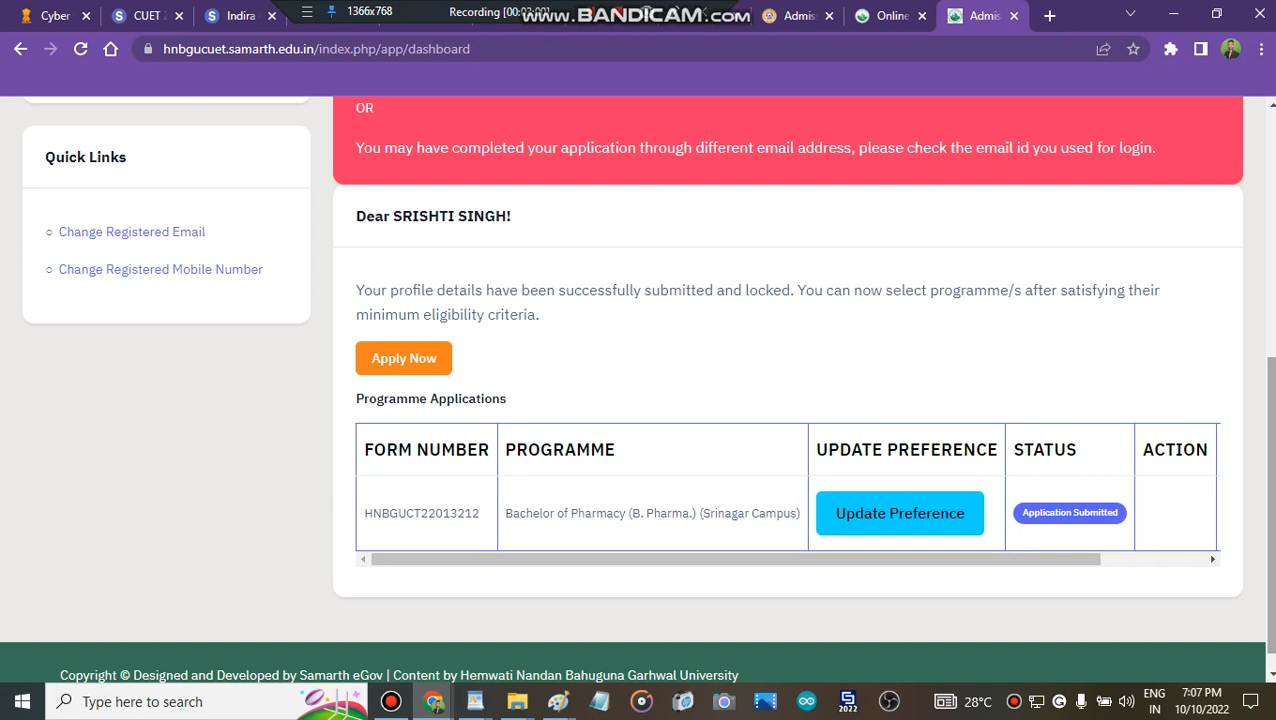 Cyber
CUET
Indira
1366x768
Recording [00:03:00]
www.BANDICAM.com
Admis
Online
Admis
hnbgucuet.samarth.edu.in/index.php/app/dashboard
OR
You may have completed your application through different email address, please check the email id you used for login.
Quick Links
Change Registered Email
Change Registered Mobile Number
Dear SRISHTI SINGH!
Your profile details have been successfully submitted and locked. You can now select programme/s after satisfying their
minimum eligibility criteria.
Apply Now
Programme Applications
FORM NUMBER PROGRAMME UPDATE PREFERENCE STATUS ACTION
HNBGUCT22013212 Bachelor of Pharmacy (B. Pharma.) (Srinagar Campus) Update Preference Application Submitted
Copyright © Designed and Developed by Samarth eGov | Content by Hemwati Nandan Bahuguna Garhwal University
Type here to search
2022
28°C
ENG
IN
7:07 PM
10/10/2022